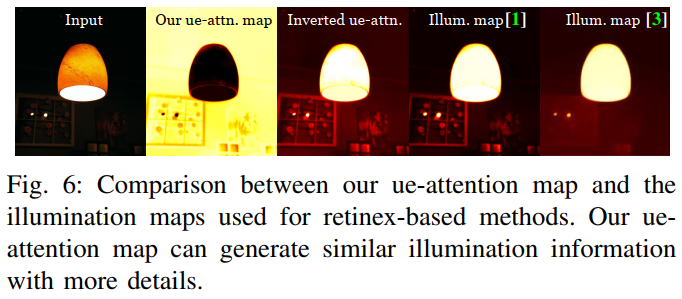 Input Our ue-attn. map Inverted ue-attn. Illum. map[1] Illum. map [3]
Fig. 6: Comparison between our ue-attention map and the
illumination maps used for retinex-based methods. Our ue-
attention map can generate similar illumination information
with more details.